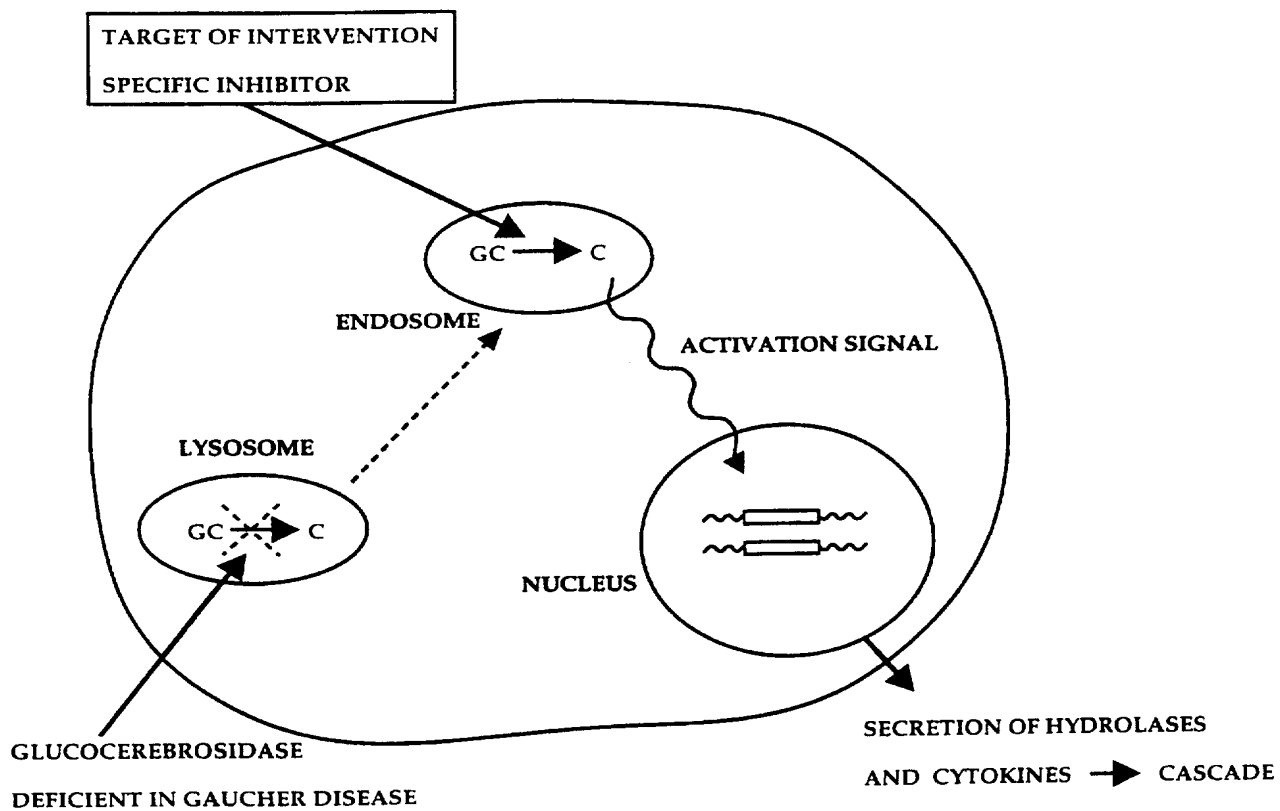 TARGET OF INTERVENTION
SPECIFIC INHIBITOR
GC C
ENDOSOME
ACTIVATION SIGNAL
LYSOSOME
GC C
NUCLEUS
GLUCOCEREBROSIDASE
DEFICIENT IN GAUCHER DISEASE
SECRETION OF HYDROLASES
AND CYTOKINES CASCADE